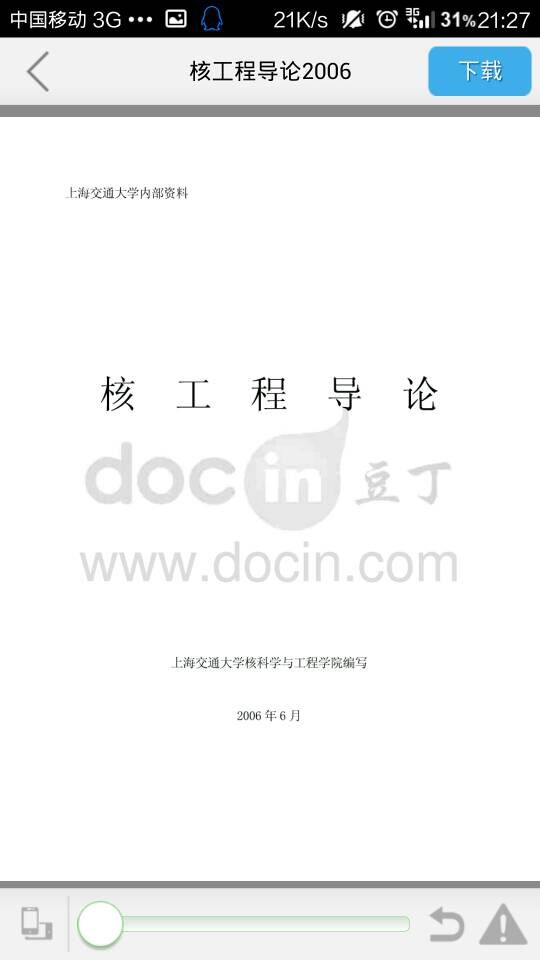 中国移动 3G ••• 21K/s 3G 31% 21:27
核工程导论2006
下载
上海交通大学内部资料
核 工 程 导 论
docin 豆丁
www.docin.com
上海交通大学核科学与工程学院编写
2006 年 6 月